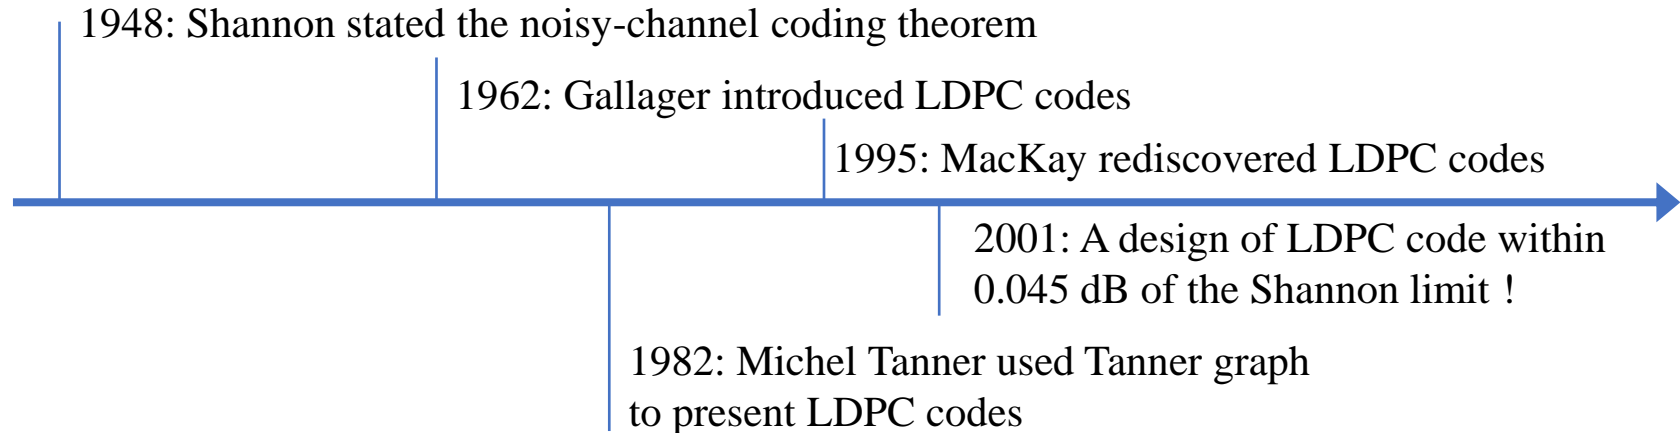 1948: Shannon stated the noisy-channel coding theorem
1962: Gallager introduced LDPC codes
1995: MacKay rediscovered LDPC codes
2001: A design of LDPC code within
0.045 dB of the Shannon limit !
1982: Michel Tanner used Tanner graph
to present LDPC codes